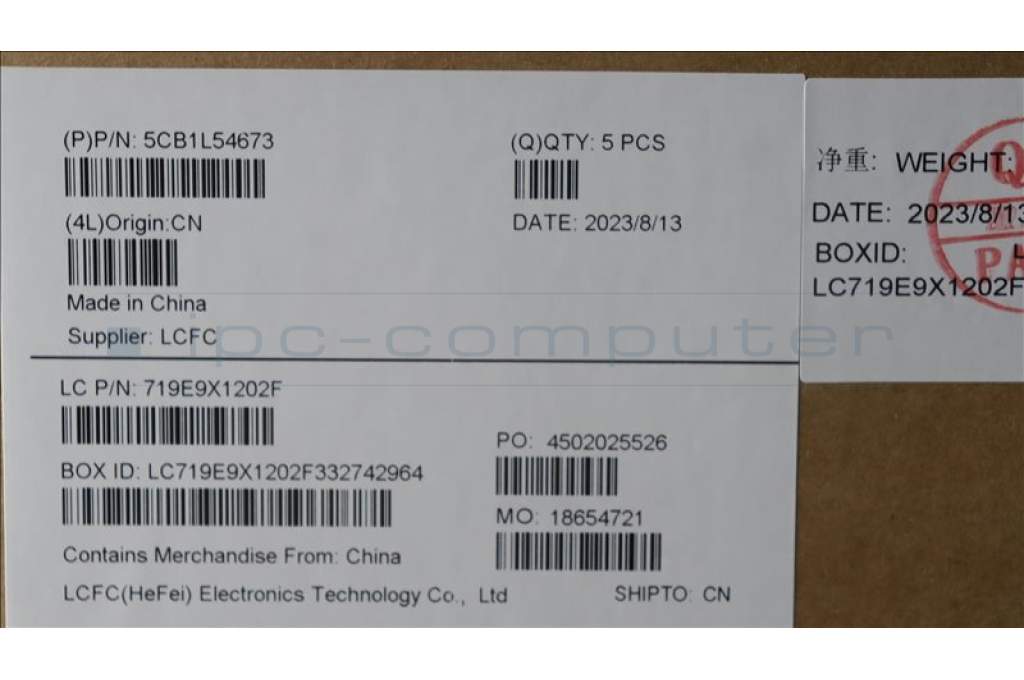 (P)P/N: 5CB1L54673
(Q)QTY: 5 PCS
(4L)Origin:CN
DATE: 2023/8/13
Made in China
Supplier: LCFC
ipc-computer
LC P/N: 719E9X1202F
PO: 4502025526
BOX ID: LC719E9X1202F332742964
MO: 18654721
Contains Merchandise From: China
LCFC(HeFei) Electronics Technology Co., Ltd
SHIPTO: CN
净重: WEIGHT:
DATE: 2023/8/13
BOXID:
LC719E9X1202F